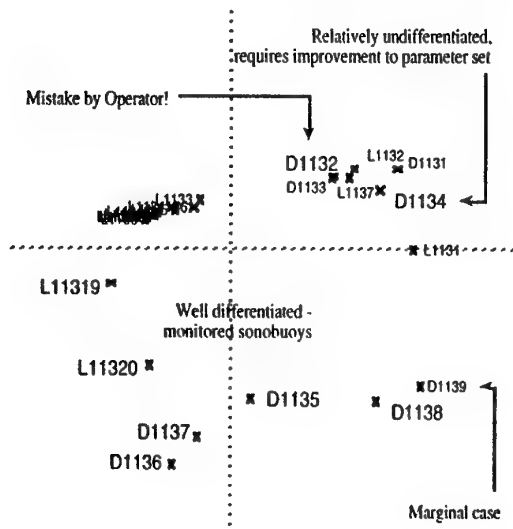 Relatively undifferentiated,
requires improvement to parameter set
Mistake by Operator!
D1132
L1132
D1131
D1133
L1137
D1134
L1133
L1131
L11319
Well differentiated -
monitored sonobuoys
L11320
D1139
D1135
D1138
D1137
D1136
Marginal case